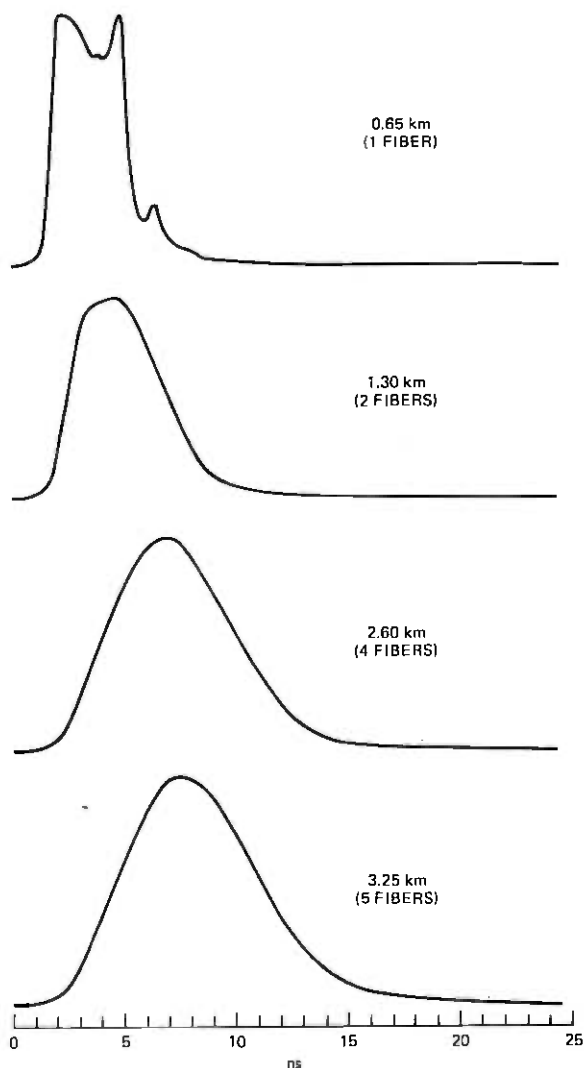 0.65 km
(1 FIBER)
1.30 km
(2 FIBERS)
2.60 km
(4 FIBERS)
3.25 km
(5 FIBERS)
0 5 10 15 20 25
ns